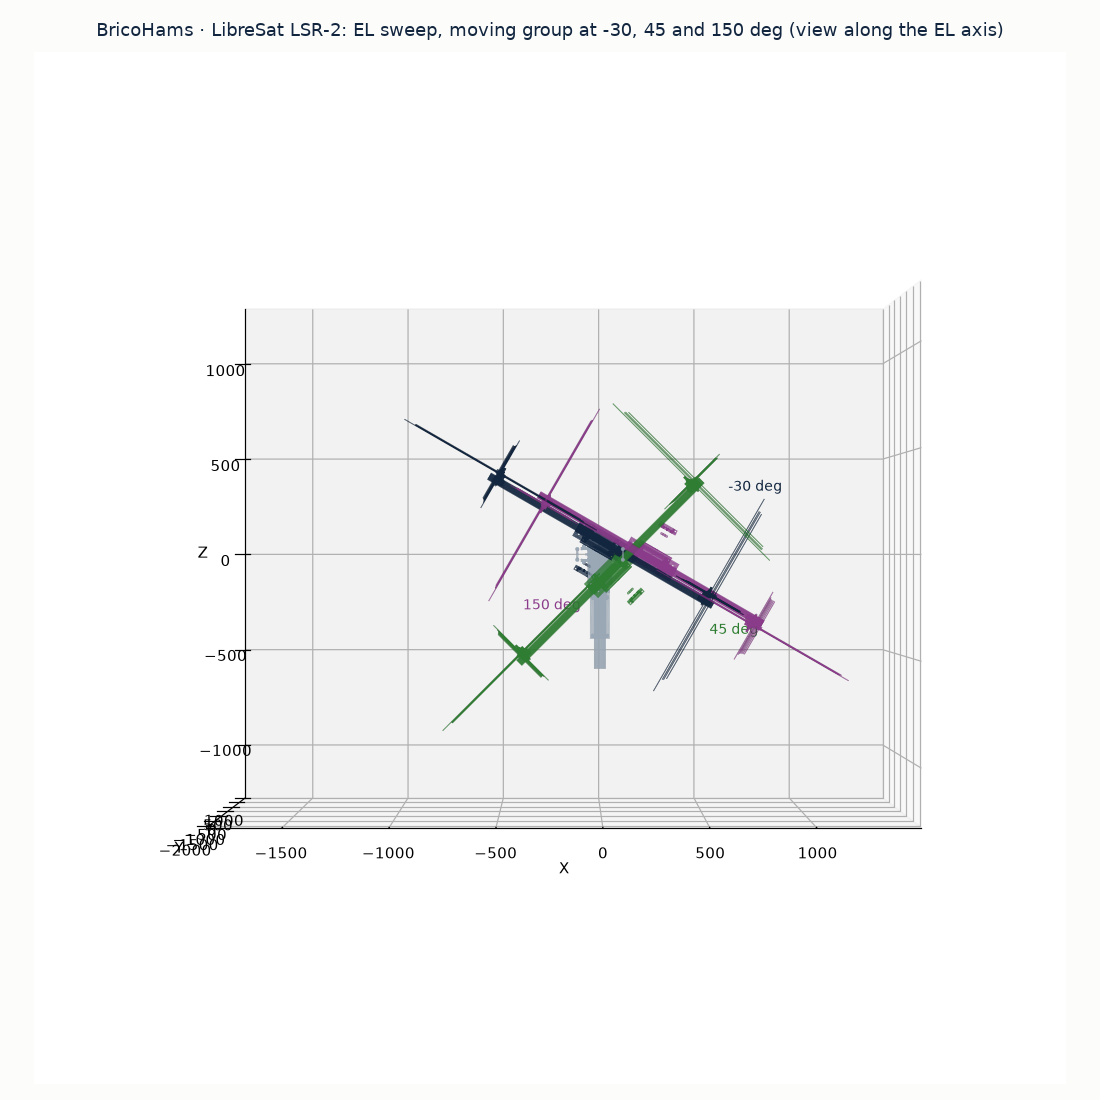 BricoHams · LibreSat LSR-2: EL sweep, moving group at -30, 45 and 150 deg (view along the EL axis)
1000
500
-30 deg
Z
0
150 deg
45 deg
−500
−1000
−2000
−1500
−1000
−500
0
500
1000
X